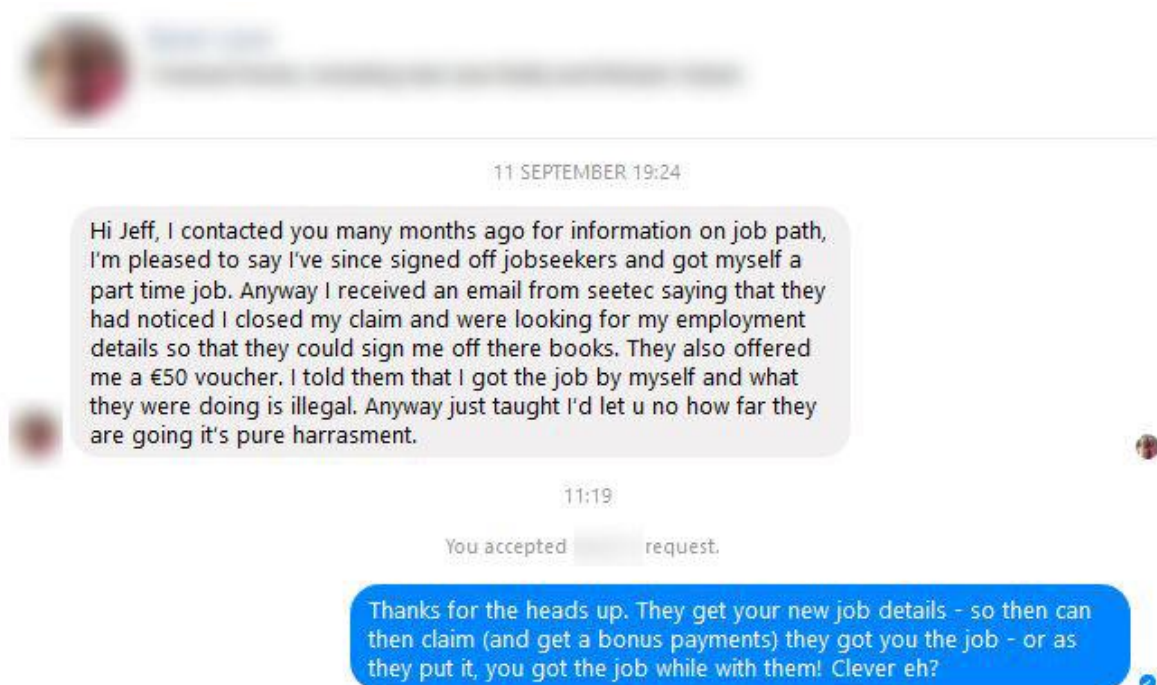 11 SEPTEMBER 19:24
Hi Jeff, I contacted you many months ago for information on job path,
I'm pleased to say I've since signed off jobseekers and got myself a
part time job. Anyway I received an email from seetec saying that they
had noticed I closed my claim and were looking for my employment
details so that they could sign me off there books. They also offered
me a €50 voucher. I told them that I got the job by myself and what
they were doing is illegal. Anyway just taught I'd let u no how far they
are going it's pure harrasment.
11:19
You accepted request.
Thanks for the heads up. They get your new job details - so then can
then claim (and get a bonus payments) they got you the job - or as
they put it, you got the job while with them! Clever eh?